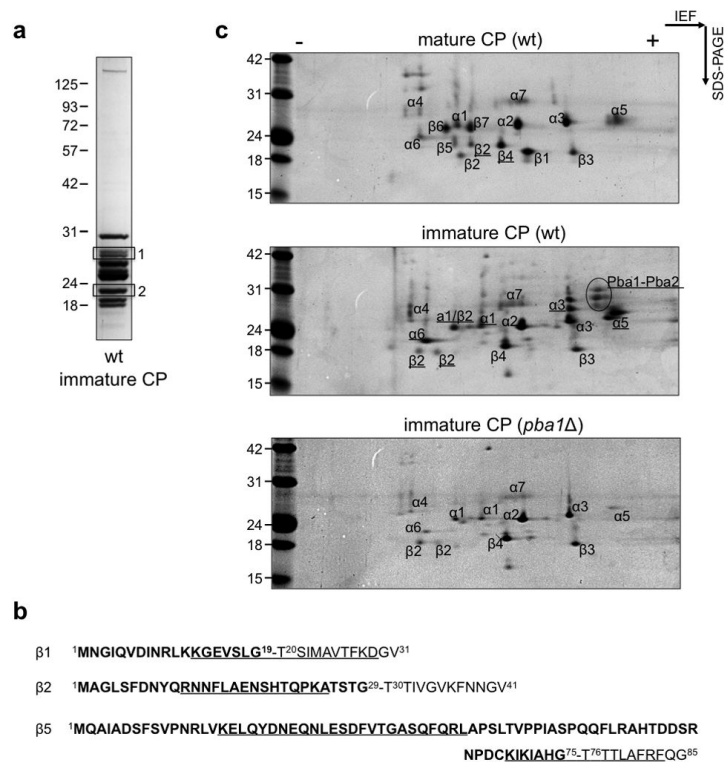 a
125
93
72
57
42
31
24
18
1
2
wt
immature CP
c
IEF
SDS-PAGE
mature CP (wt)
- +
42
31
24
18
15
α4
α6
β6
α1
β5
β7
β2
β2
α7
α2
β4
β1
α3
β3
α5
immature CP (wt)
42
31
24
18
15
Pba1-Pba2
α4
a1/β2
α6
β2
β2
α1
α7
α2
β4
α3
α3
β3
α5
immature CP (pba1Δ)
42
31
24
18
15
α4
α6
β2
β2
α1
α1
α7
α2
β4
α3
β3
α5
b
β1 ¹MNGIQVDINRLKKGEVSLG¹⁹-T²⁰SIMAVTFKDGV³¹
β2 ¹MAGLSFDNYQRNNFLAENSHTQPKATSTG²⁹-T³⁰TIVGVKFNNGV⁴¹
β5 ¹MQAIADSFSVPNRLVKELQYDNEQNLESDFVTGASQFQRLAPSLTVPPIASPQQFLRAHTDDSR
NPDCKIKIAHG⁷⁵-T⁷⁶TTLAFRFQG⁸⁵